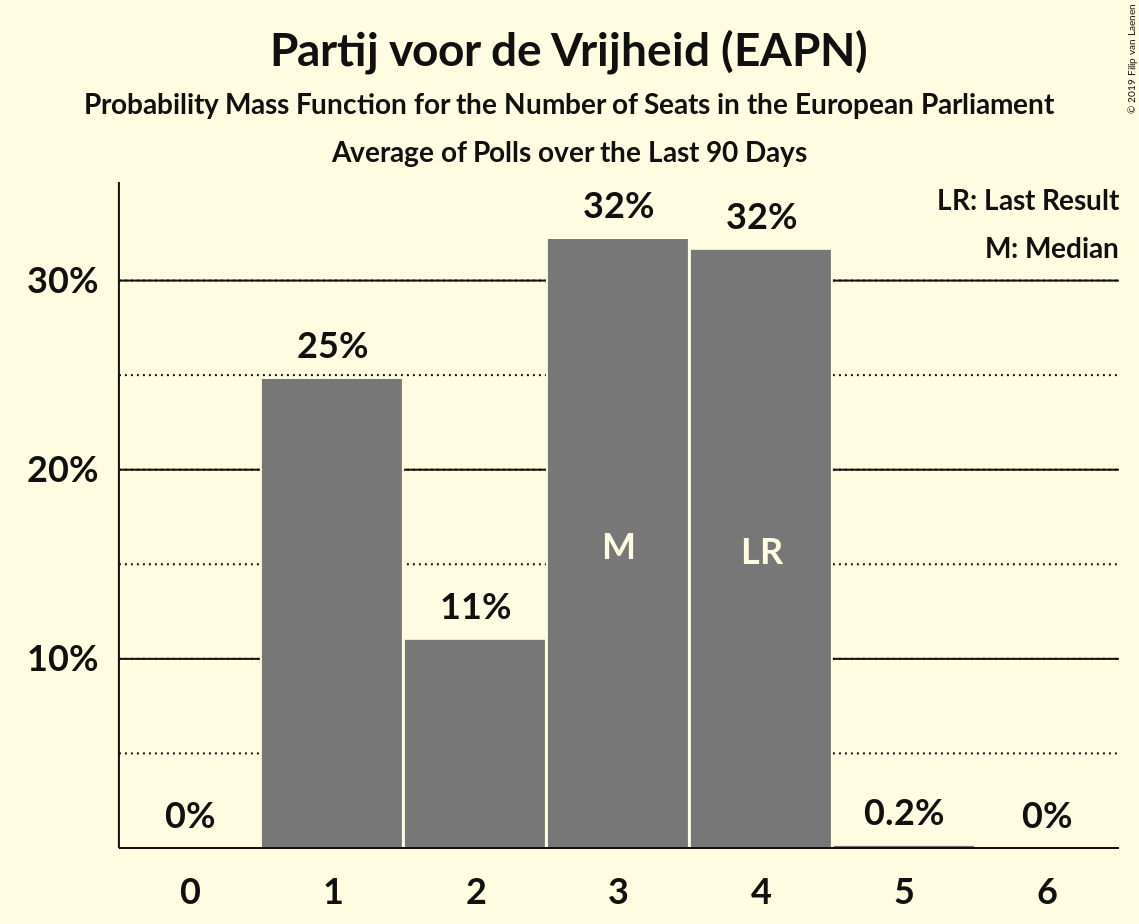 Partij voor de Vrijheid (EAPN)
Probability Mass Function for the Number of Seats in the European Parliament
Average of Polls over the Last 90 Days
© 2019 Filip van Laenen
LR: Last Result
M: Median
30%
20%
10%
0%
25%
11%
32%
32%
0.2%
0%
M
LR
0 1 2 3 4 5 6